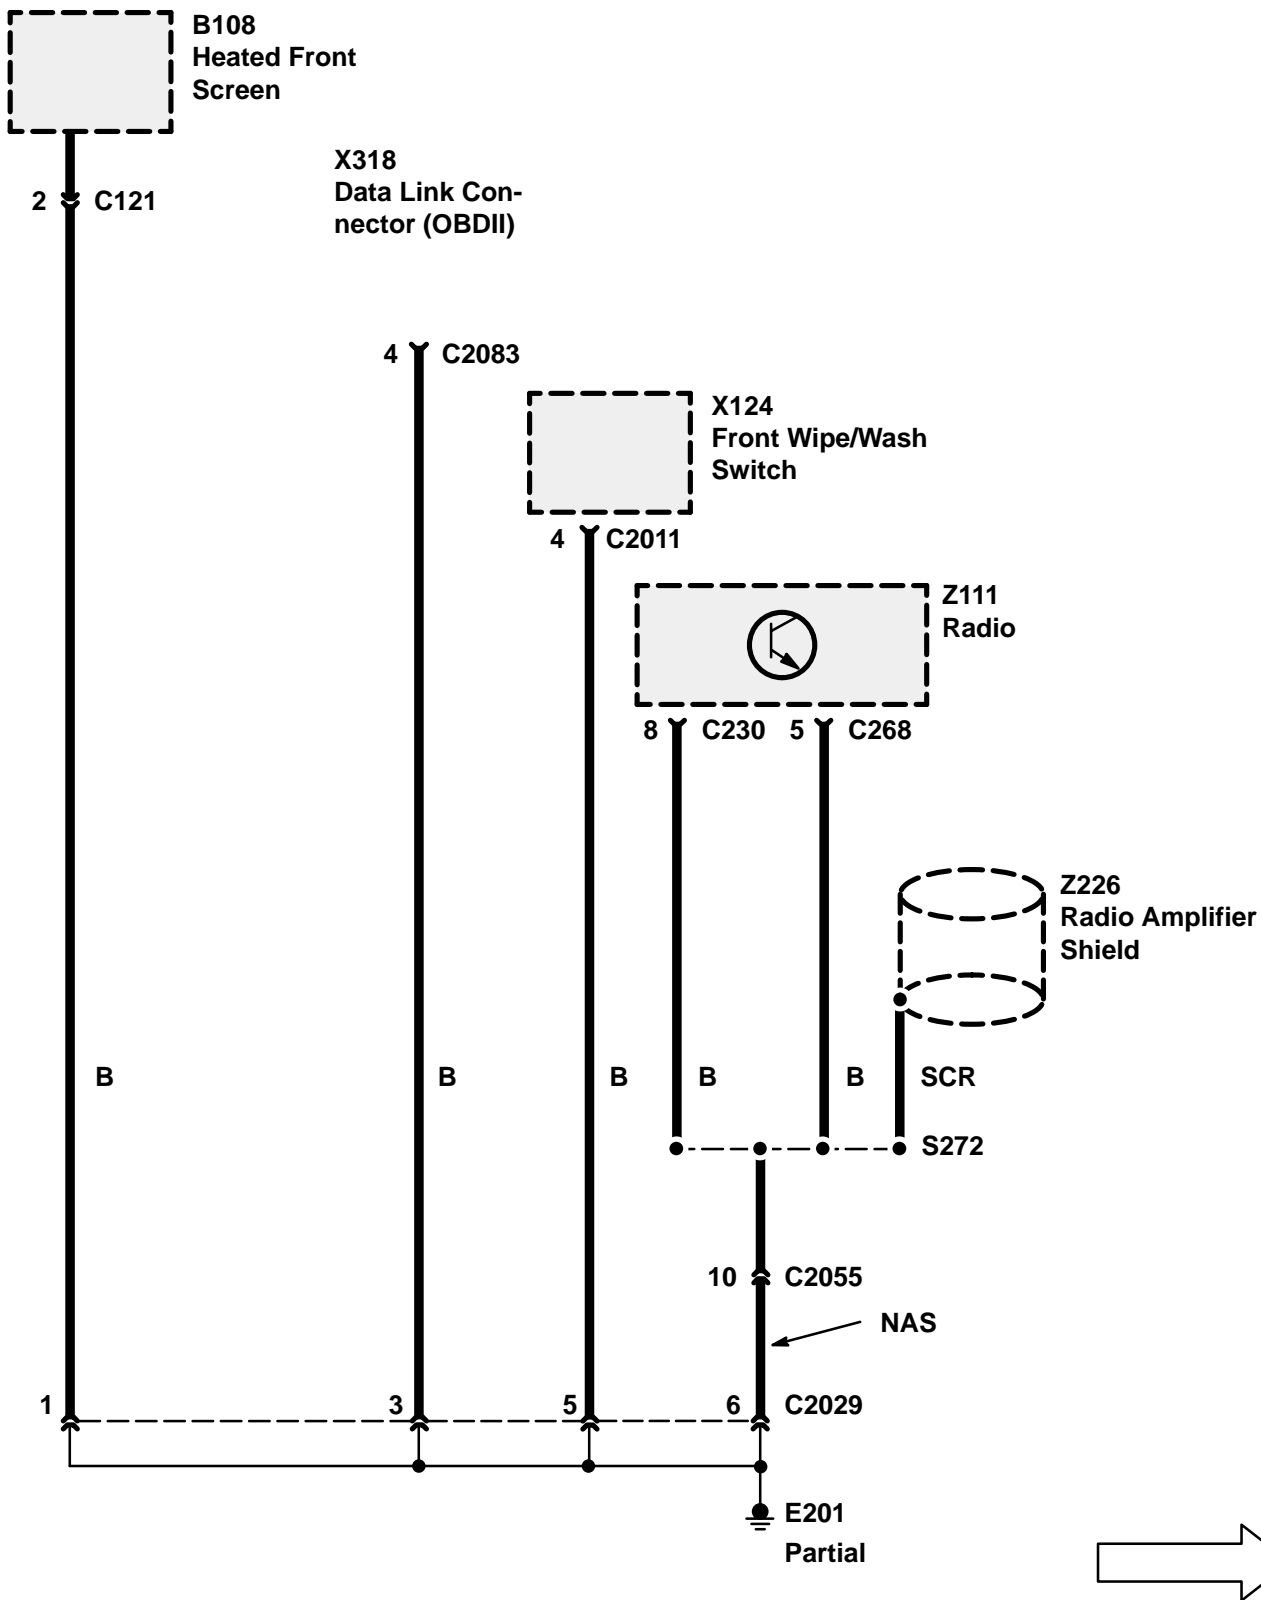 B108
Heated Front
Screen
2 C121
X318
Data Link Con-
nector (OBDII)
4 C2083
X124
Front Wipe/Wash
Switch
4 C2011
Z111
Radio
8 C230 5 C268
Z226
Radio Amplifier
Shield
B B B B B SCR
S272
10 C2055
NAS
1 3 5 6 C2029
E201
Partial